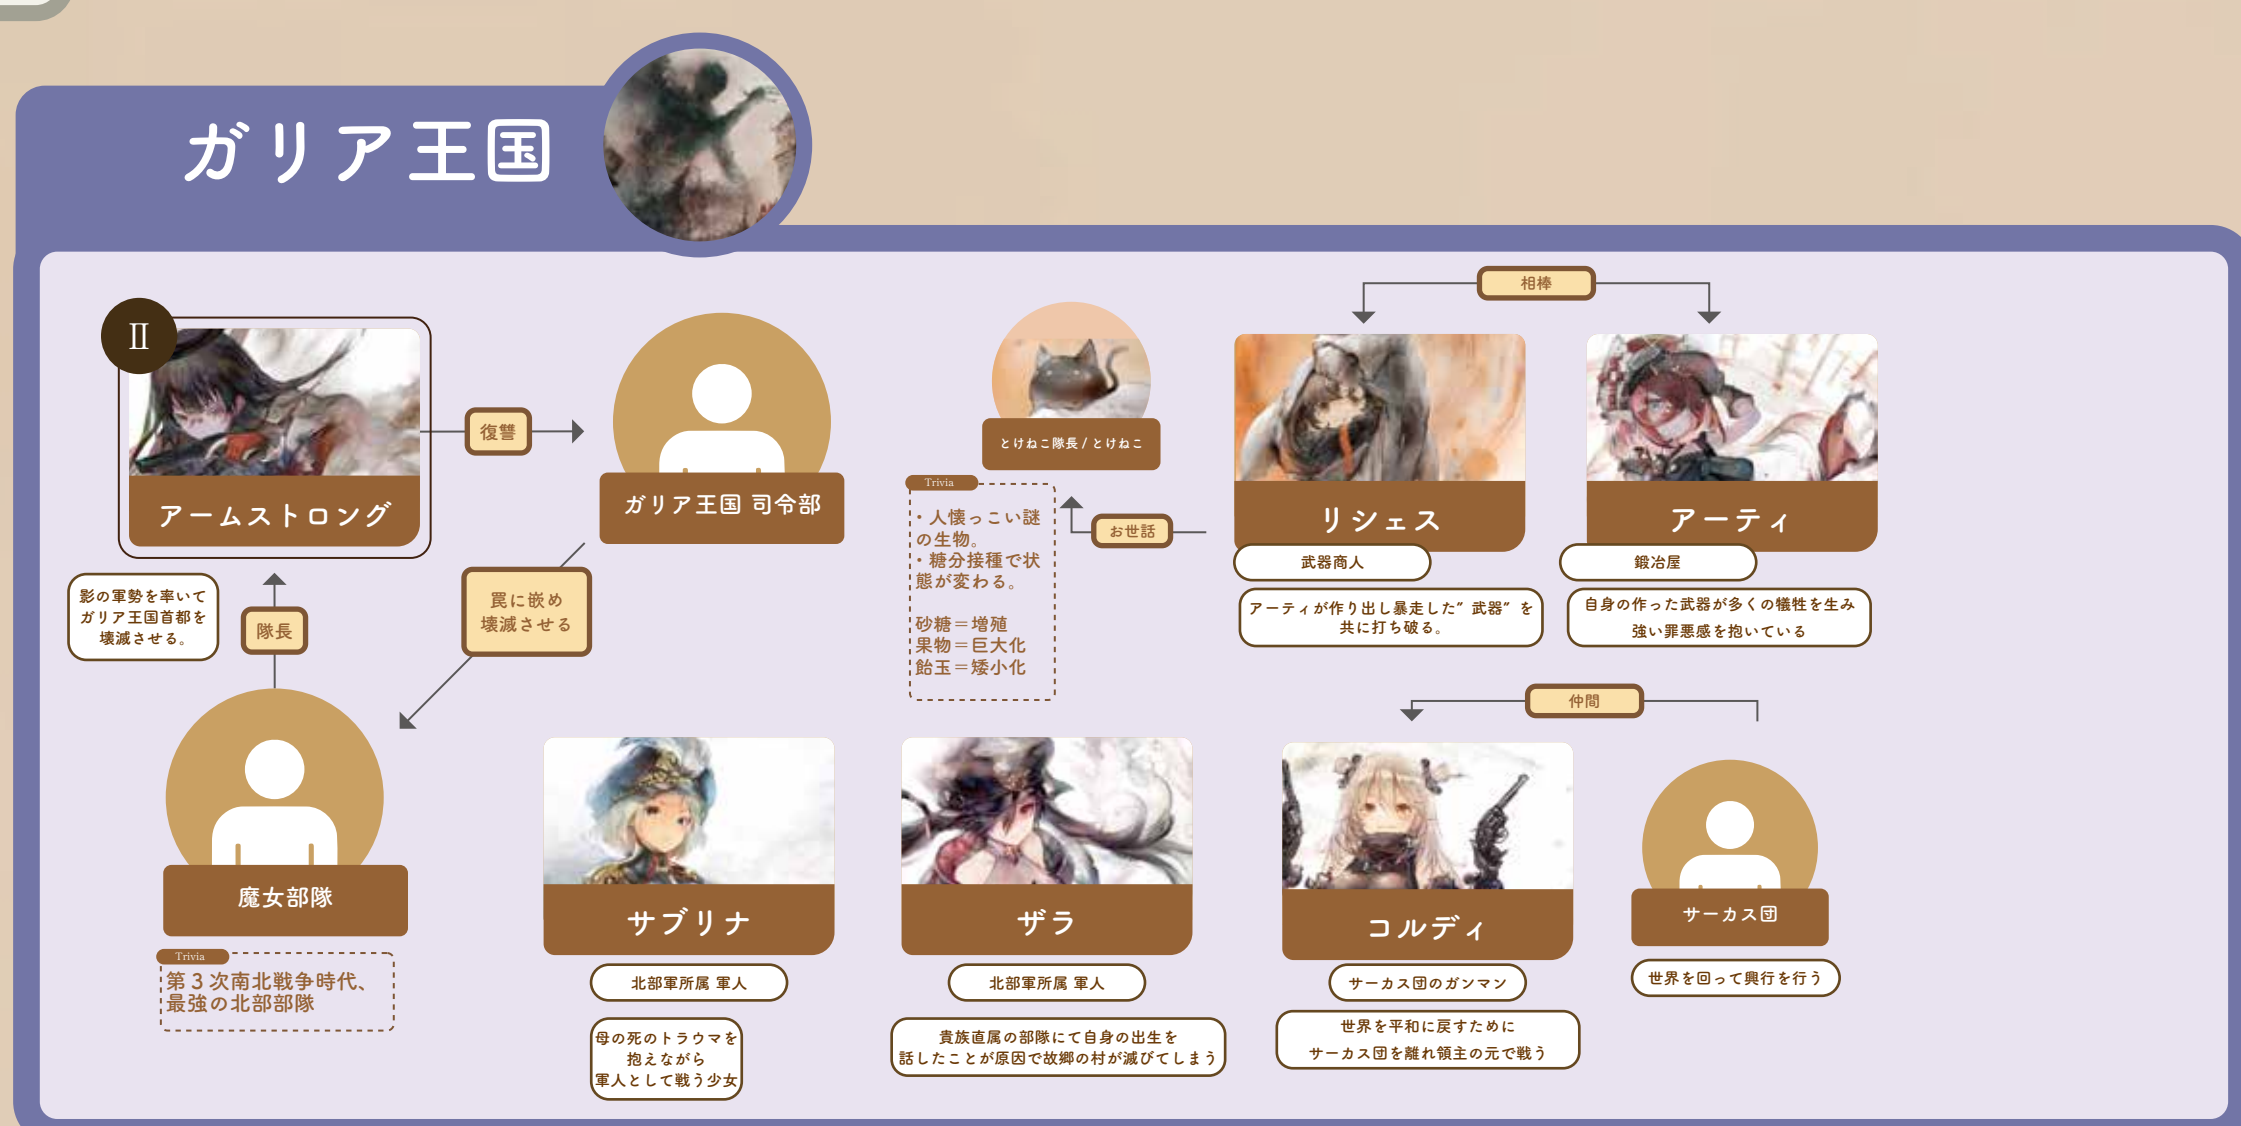 ガリア王国
Ⅱ
アームストロング
復讐
ガリア王国 司令部
影の軍勢を率いて
ガリア王国首都を
壊滅させる。
隊長
罠に嵌め
壊滅させる
魔女部隊
Trivia
第3次南北戦争時代、
最強の北部部隊
とけねこ隊長 / とけねこ
Trivia
・人懐っこい謎
の生物。
・糖分接種で状
態が変わる。
砂糖＝増殖
果物＝巨大化
飴玉＝矮小化
お世話
相棒
リシェス
武器商人
アーティが作り出し暴走した”武器”を
共に打ち破る。
アーティ
鍛冶屋
自身の作った武器が多くの犠牲を生み
強い罪悪感を抱いている
サブリナ
北部軍所属 軍人
母の死のトラウマを
抱えながら
軍人として戦う少女
ザラ
北部軍所属 軍人
貴族直属の部隊にて自身の出生を
話したことが原因で故郷の村が滅びてしまう
仲間
コルディ
サーカス団のガンマン
世界を平和に戻すために
サーカス団を離れ領主の元で戦う
サーカス団
世界を回って興行を行う